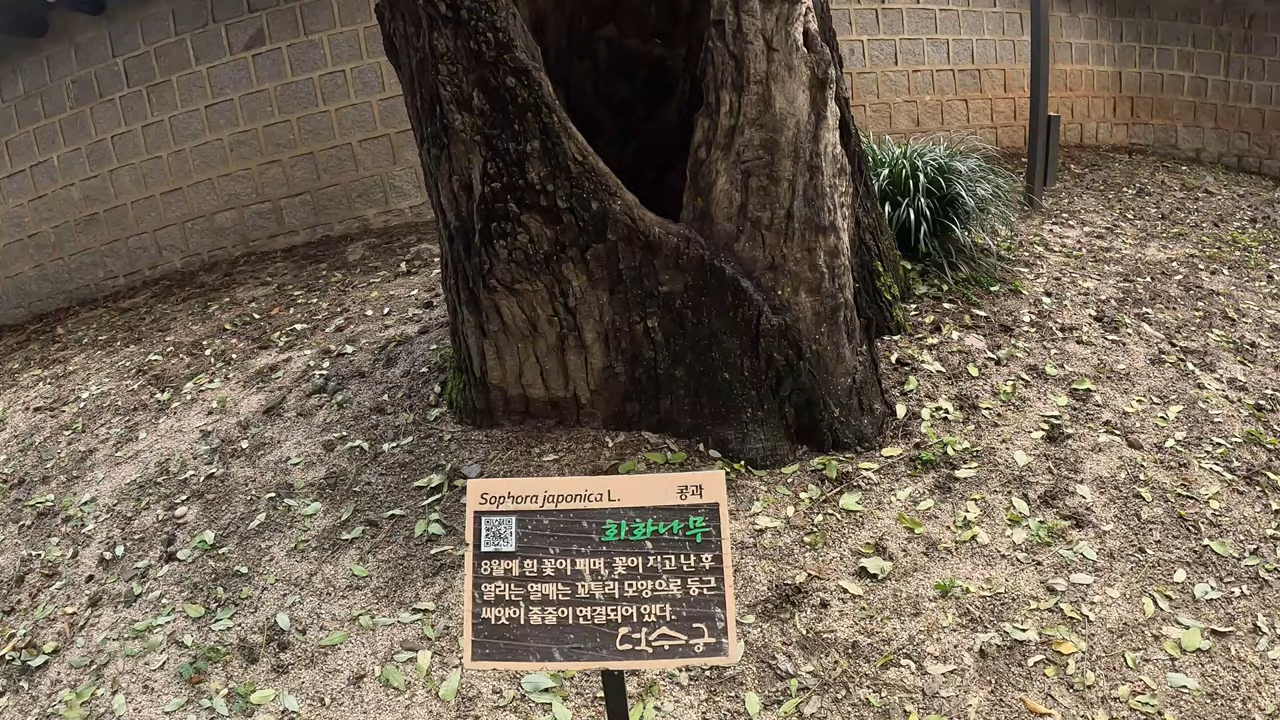 Sophora japonica L. 콩과
회화나무
8월에 흰 꽃이 피며, 꽃이 지고 난 후
열리는 열매는 꼬투리 모양으로 둥근
씨앗이 줄줄이 연결되어 있다.
덕수궁